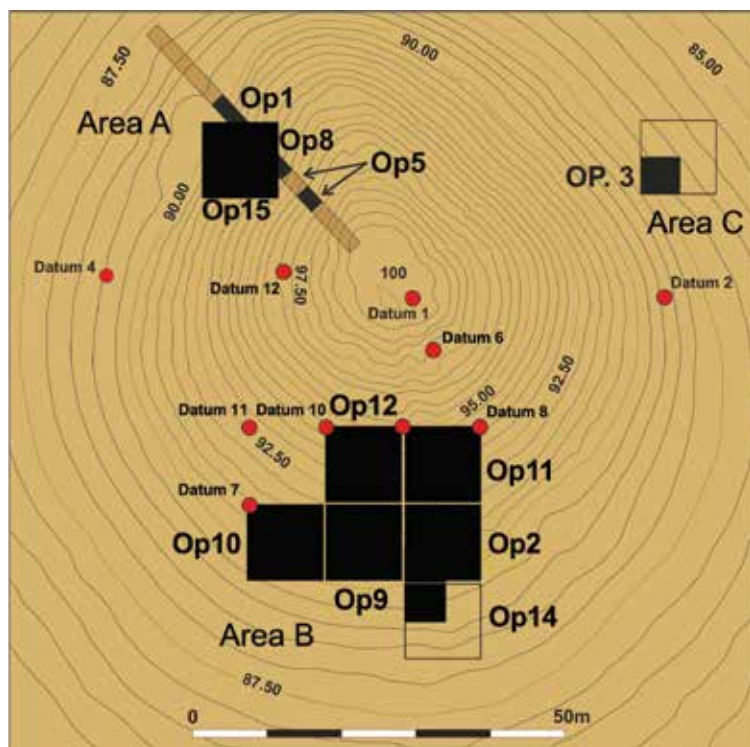 90.00
85.00
87.50
Op1
Area A
Op8
Op5
OP. 3
Op15
90.00
Area C
Datum 4
Datum 12
97.50
100
Datum 1
Datum 2
Datum 6
92.50
95.00
Datum 11
Datum 10
Op12
Datum 8
92.50
Op11
Datum 7
Op10
Op2
Op9
Op14
Area B
87.50
0
50m